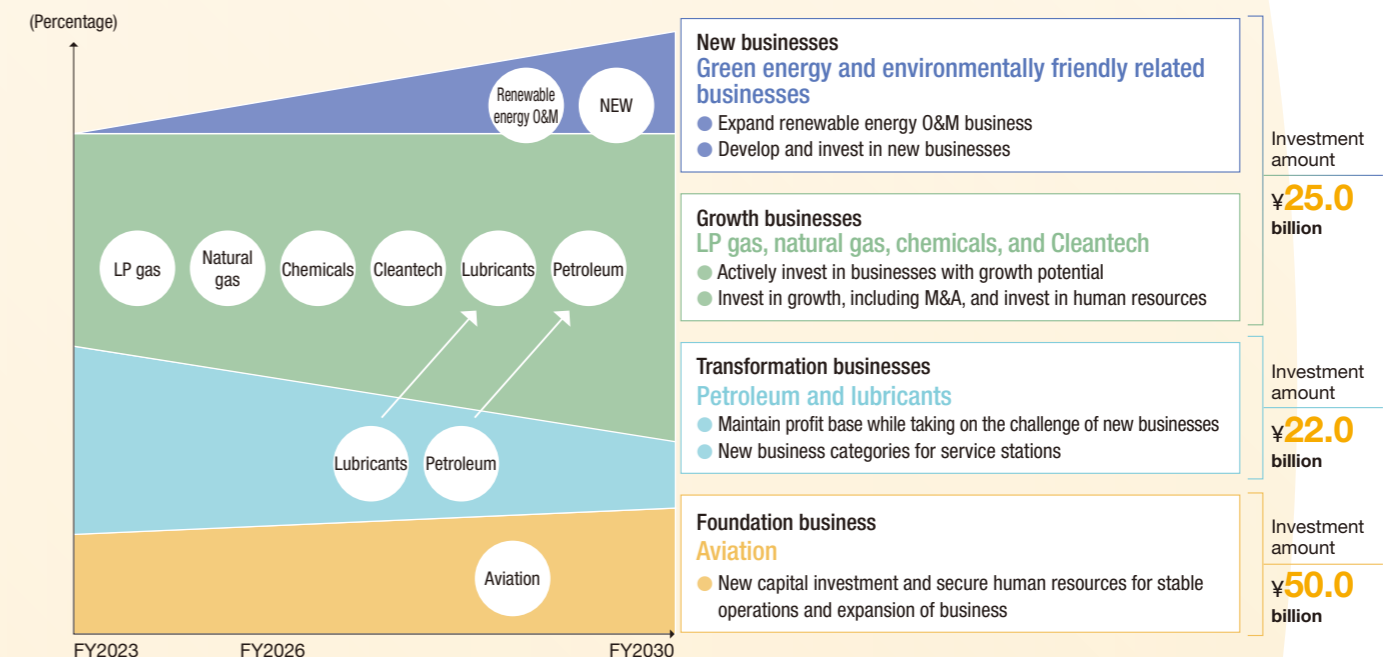 (Percentage)
Renewable
energy O&M
NEW
LP gas
Natural
gas
Chemicals
Cleantech
Lubricants
Petroleum
Lubricants
Petroleum
Aviation
FY2023
FY2026
FY2030
New businesses
Green energy and environmentally friendly related
businesses
● Expand renewable energy O&M business
● Develop and invest in new businesses
Growth businesses
LP gas, natural gas, chemicals, and Cleantech
● Actively invest in businesses with growth potential
● Invest in growth, including M&A, and invest in human resources
Investment
amount
¥25.0
billion
Transformation businesses
Petroleum and lubricants
● Maintain profit base while taking on the challenge of new businesses
● New business categories for service stations
Investment
amount
¥22.0
billion
Foundation business
Aviation
● New capital investment and secure human resources for stable
operations and expansion of business
Investment
amount
¥50.0
billion